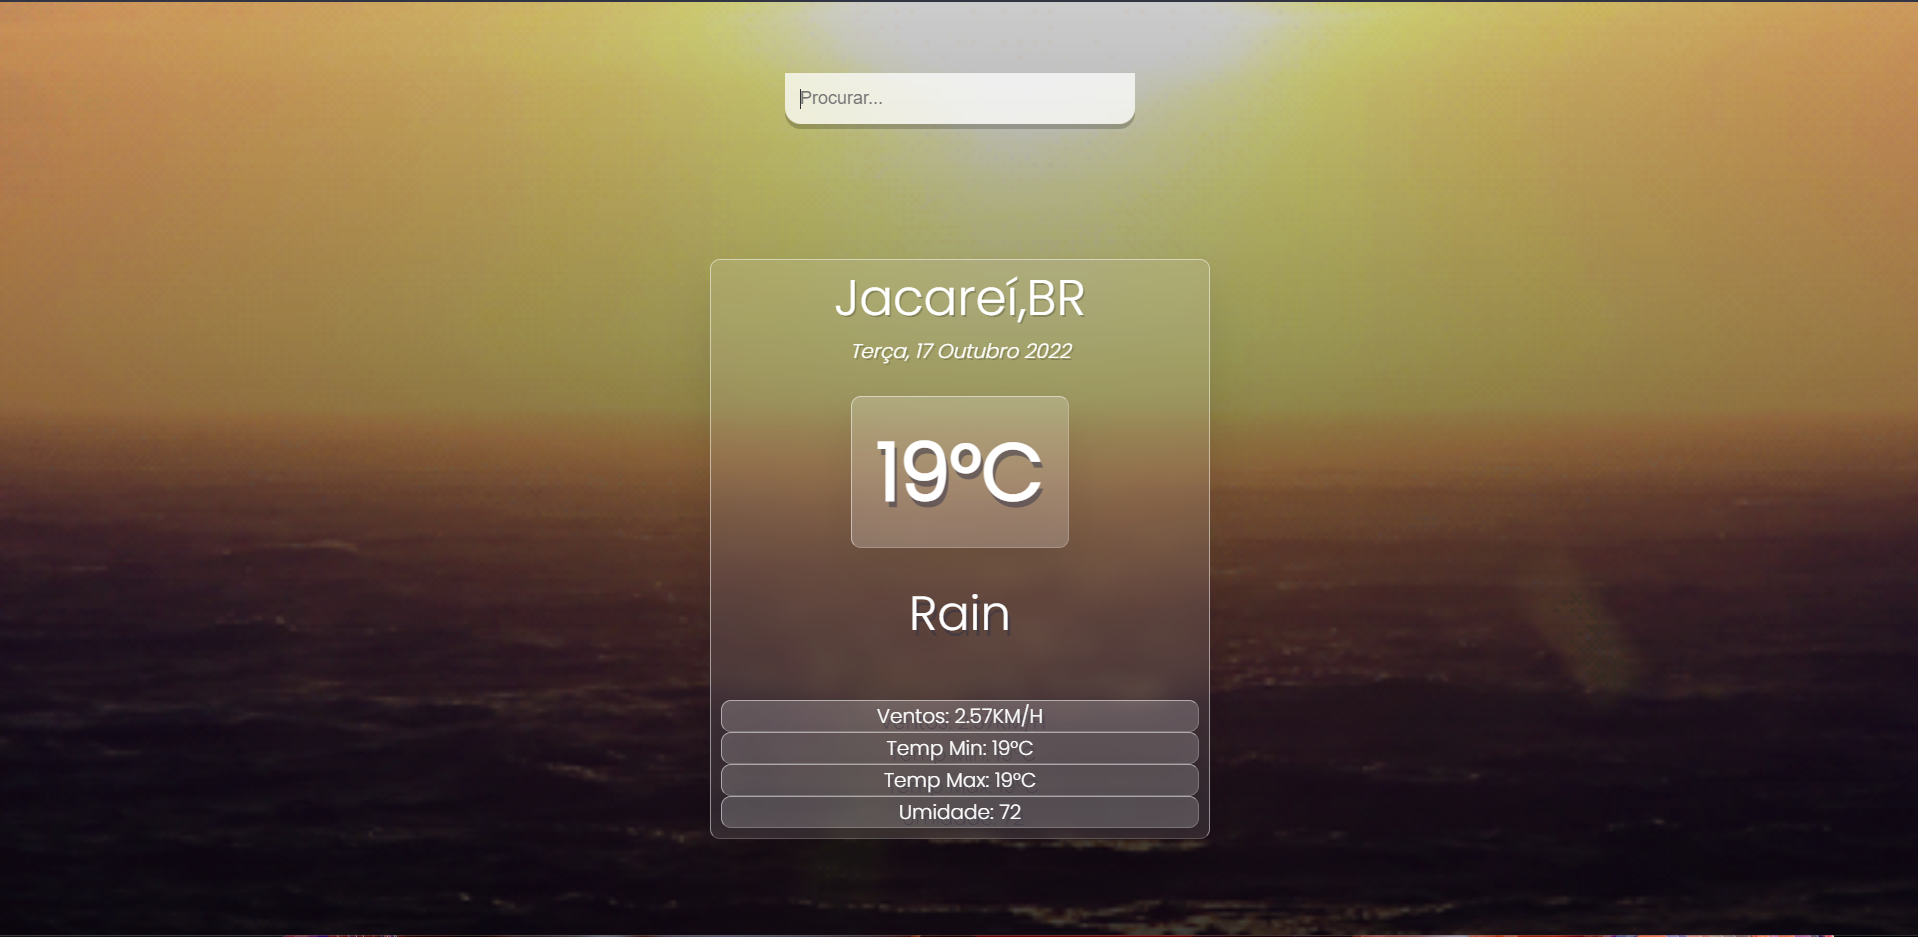 Procurar...
Jacareí,BR
Terça, 17 Outubro 2022
19°C
Rain
Ventos: 2.57KM/H
Temp Min: 19°C
Temp Max: 19°C
Umidade: 72